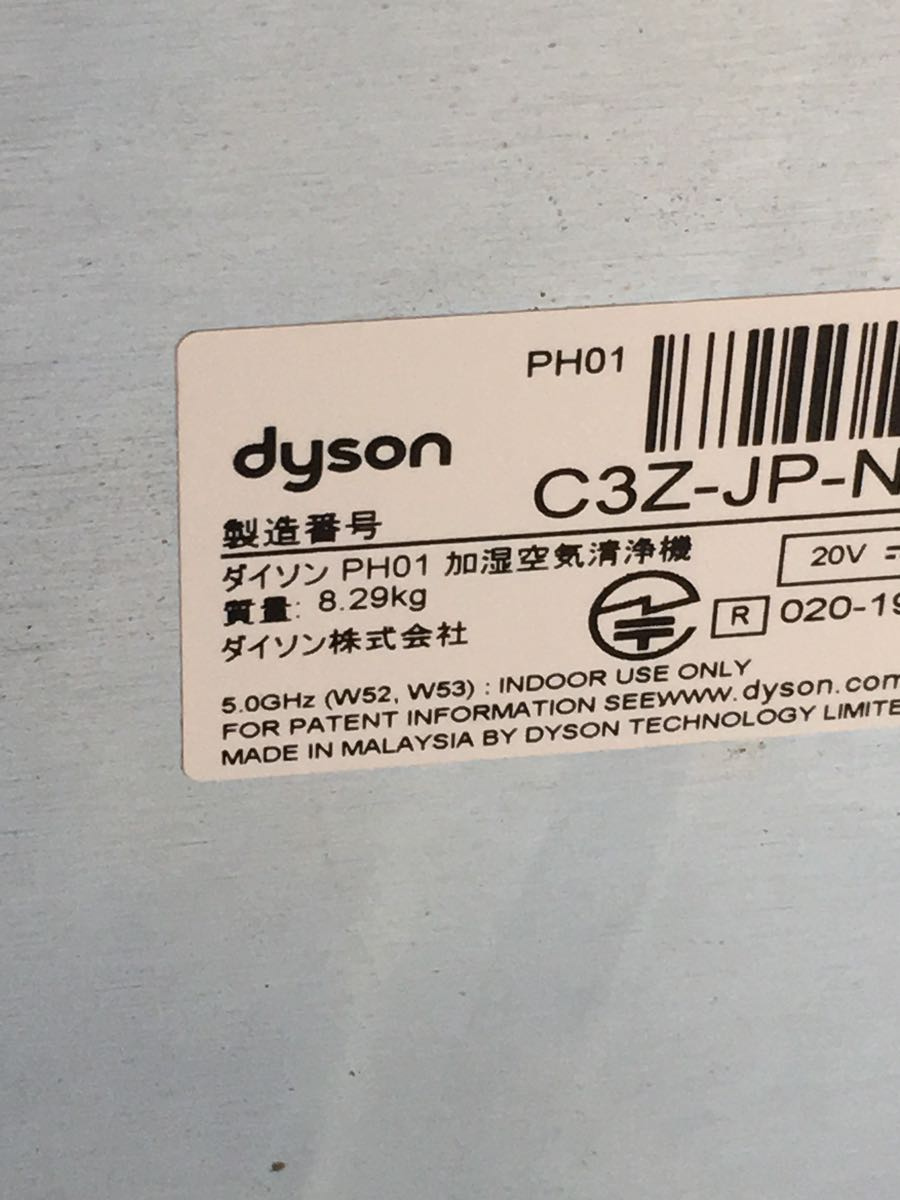 PH01
dyson
C3Z-JP-N
製造番号
ダイソン PH01 加湿空気清浄機
20V
質量: 8.29kg
R 020-19
ダイソン株式会社
5.0GHz (W52, W53) : INDOOR USE ONLY
FOR PATENT INFORMATION SEEwww.dyson.com
MADE IN MALAYSIA BY DYSON TECHNOLOGY LIMITE